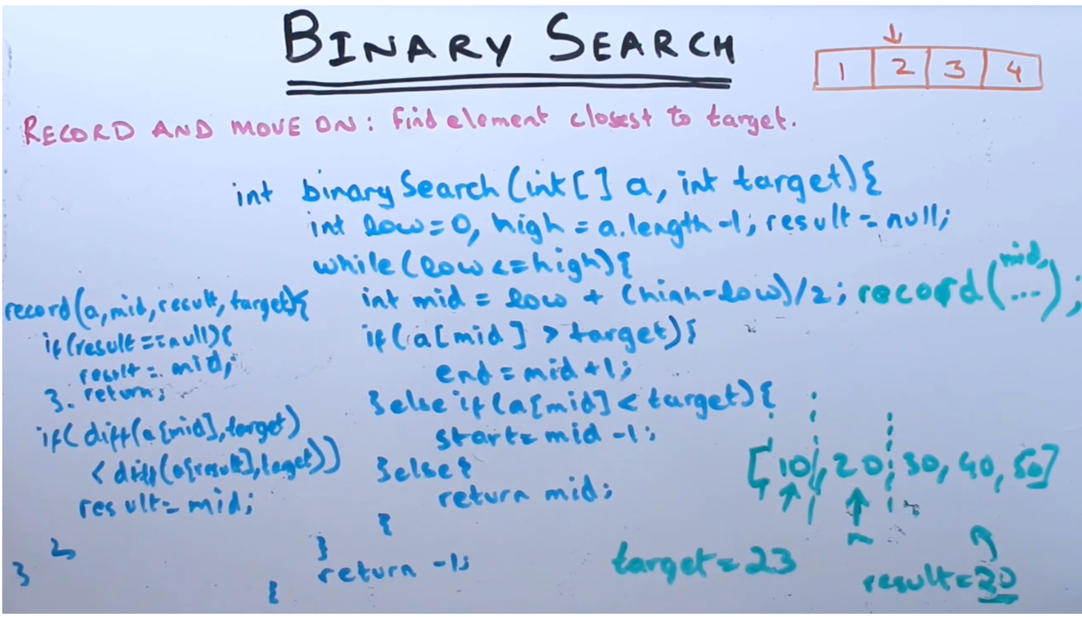 BINARY SEARCH
1 2 3 4
RECORD AND MOVE ON: find element closest to target.
int binarySearch(int[] a, int target){
int low=0, high=a.length-1; result=null;
while(low<=high){
int mid = low + (high-low)/2; record(mid, ...);
if(a[mid] > target){
end=mid+1;
}else if(a[mid]<target){
start=mid-1;
}else{
return mid;
{
}
return -1;
{
record(a,mid,result,target){
if(result==null){
result=mid;
}. return;
if(diff(a[mid],target)
<diff(a[result],taget))
result=mid;
}
[10, 20, 30, 40, 50]
target=23
result=20